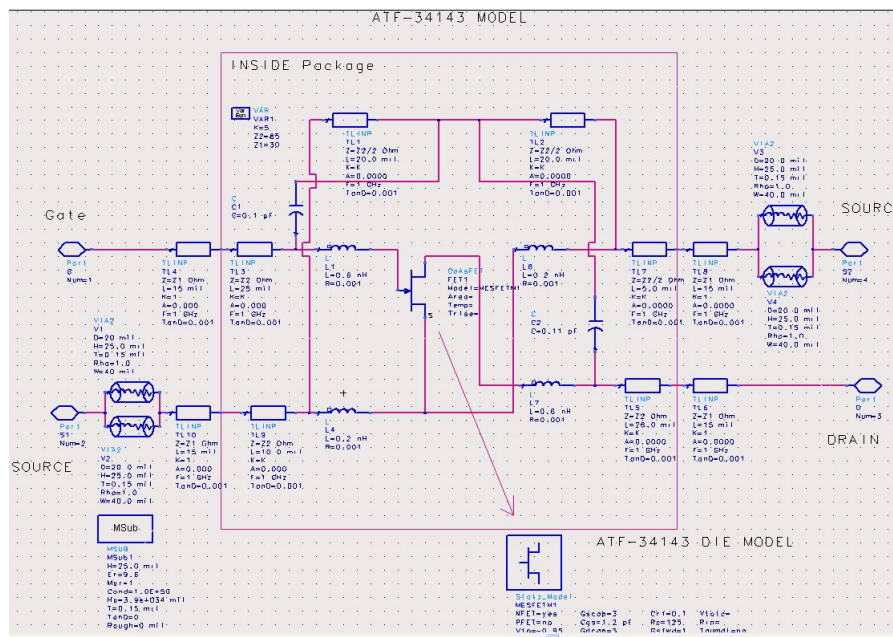 ATF-34143 MODEL
INSIDE Package
VAR
VAR1
K=5
Z2=85
Z1=30
TLINP
TL1
Z=Z2/2 Ohm
L=20.0 mil
K=K
A=0.0000
F=1 GHz
TanD=0.001
TLINP
TL2
Z=Z2/2 Ohm
L=20.0 mil
K=K
A=0.0000
F=1 GHz
TanD=0.001
VIA2
V3
D=20.0 mil
H=25.0 mil
T=0.15 mil
Rho=1.0
W=40.0 mil
C
C1
C=0.1 pF
Gate
SOURC
Port
G
Num=1
TLINP
TL4
Z=Z1 Ohm
L=15 mil
K=1
A=0.000
F=1 GHz
TanD=0.001
TLINP
TL3
Z=Z2 Ohm
L=25 mil
K=K
A=0.000
F=1 GHz
TanD=0.001
L
L1
L=0.8 nH
R=0.001
GaAsFET
FET1
Model=MESFETM1
Area=
Temp=
Trise=
S
L
L6
L=0.2 nH
R=0.001
C
C2
C=0.11 pF
TLINP
TL7
Z=Z2/2 Ohm
L=5.0 mil
K=K
A=0.0000
F=1 GHz
TanD=0.001
TLINP
TL8
Z=Z1 Ohm
L=15 mil
K=1
A=0.0000
F=1 GHz
TanD=0.001
Port
S2
Num=4
VIA2
V4
D=20.0 mil
H=25.0 mil
T=0.15 mil
Rho=1.0
W=40.0 mil
VIA2
V1
D=20 mil
H=25.0 mil
T=0.15 mil
Rho=1.0
W=40 mil
Port
S1
Num=2
SOURCE
VIA2
V2
D=20.0 mil
H=25.0 mil
T=0.15 mil
Rho=1.0
W=40.0 mil
TLINP
TL10
Z=Z1 Ohm
L=15 mil
K=1
A=0.000
F=1 GHz
TanD=0.001
TLINP
TL9
Z=Z2 Ohm
L=10.0 mil
K=K
A=0.000
F=1 GHz
TanD=0.001
L
L4
L=0.2 nH
R=0.001
L
L7
L=0.6 nH
R=0.001
TLINP
TL5
Z=Z2 Ohm
L=26.0 mil
K=K
A=0.0000
F=1 GHz
TanD=0.001
TLINP
TL6
Z=Z1 Ohm
L=15 mil
K=1
A=0.0000
F=1 GHz
TanD=0.001
Port
D
Num=3
DRAIN
MSub
MSUB
MSub1
H=25.0 mil
Er=9.6
Mur=1
Cond=1.0E+50
Hu=3.9e+034 mil
T=0.15 mil
TanD=0
Rough=0 mil
ATF-34143 DIE MODEL
Statz_Model
MESFETM1
NFET=yes
PFET=no
Vto=-0.95
Gscap=3
Cgs=1.2 pF
Gdcap=3
Crf=0.1
Rc=125
Gsfwd=1